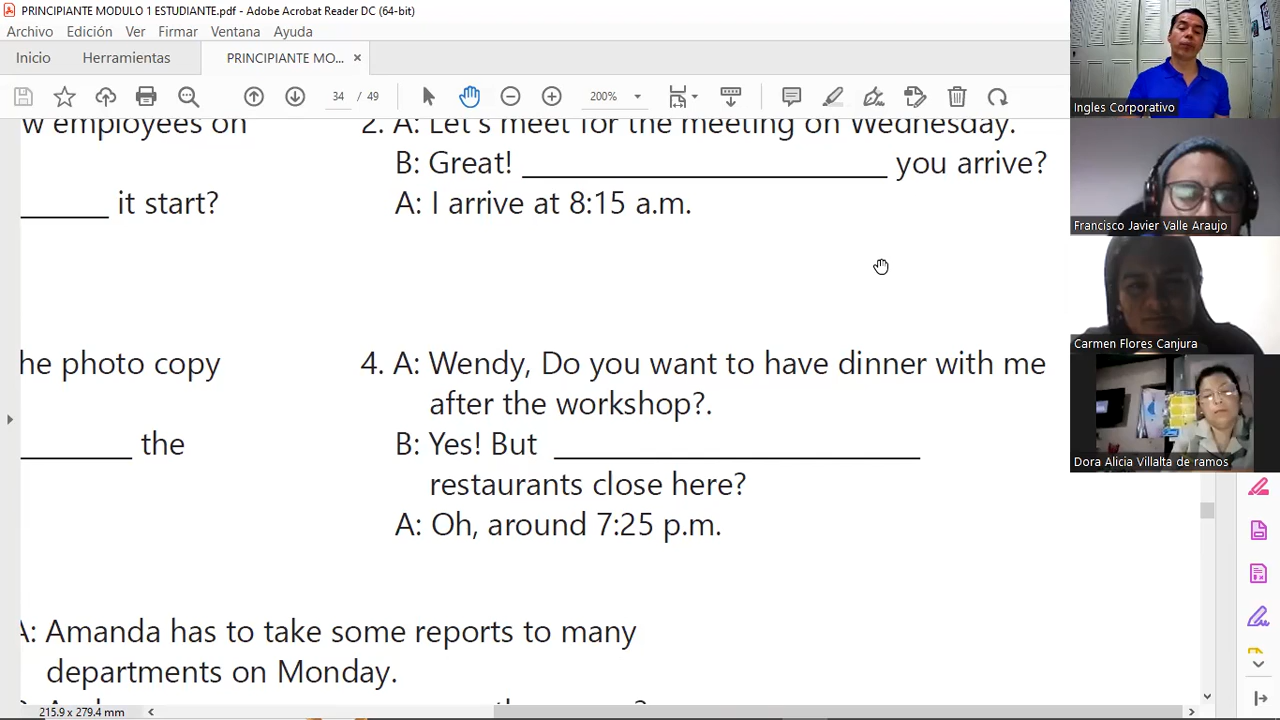 PRINCIPIANTE MODULO 1 ESTUDIANTE.pdf - Adobe Acrobat Reader DC (64-bit)
Archivo Edición Ver Firmar Ventana Ayuda
Inicio Herramientas PRINCIPIANTE MO... ×
34 / 49 200%
w employees on
_______ it start?
he photo copy
_________ the
2. A: Let's meet for the meeting on Wednesday.
B: Great! ____________________________ you arrive?
A: I arrive at 8:15 a.m.
4. A: Wendy, Do you want to have dinner with me
after the workshop?.
B: Yes! But ____________________________
restaurants close here?
A: Oh, around 7:25 p.m.
A: Amanda has to take some reports to many
departments on Monday.
215.9 x 279.4 mm
Ingles Corporativo
Francisco Javier Valle Araujo
Carmen Flores Canjura
Dora Alicia Villalta de ramos